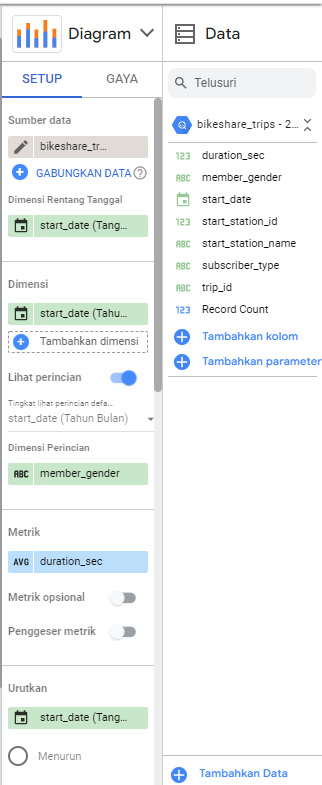 Diagram
SETUP
GAYA
Sumber data
bikeshare_tr...
GABUNGKAN DATA
Dimensi Rentang Tanggal
start_date (Tang...
Dimensi
start_date (Tahu...
Tambahkan dimensi
Lihat perincian
Tingkat lihat perincian defa...
start_date (Tahun Bulan)
Dimensi Perincian
ABC member_gender
Metrik
AVG duration_sec
Metrik opsional
Penggeser metrik
Urutkan
start_date (Tang...
Menurun
Data
Telusuri
bikeshare_trips - 2...
123 duration_sec
ABC member_gender
start_date
123 start_station_id
ABC start_station_name
ABC subscriber_type
ABC trip_id
123 Record Count
Tambahkan kolom
Tambahkan parameter
Tambahkan Data